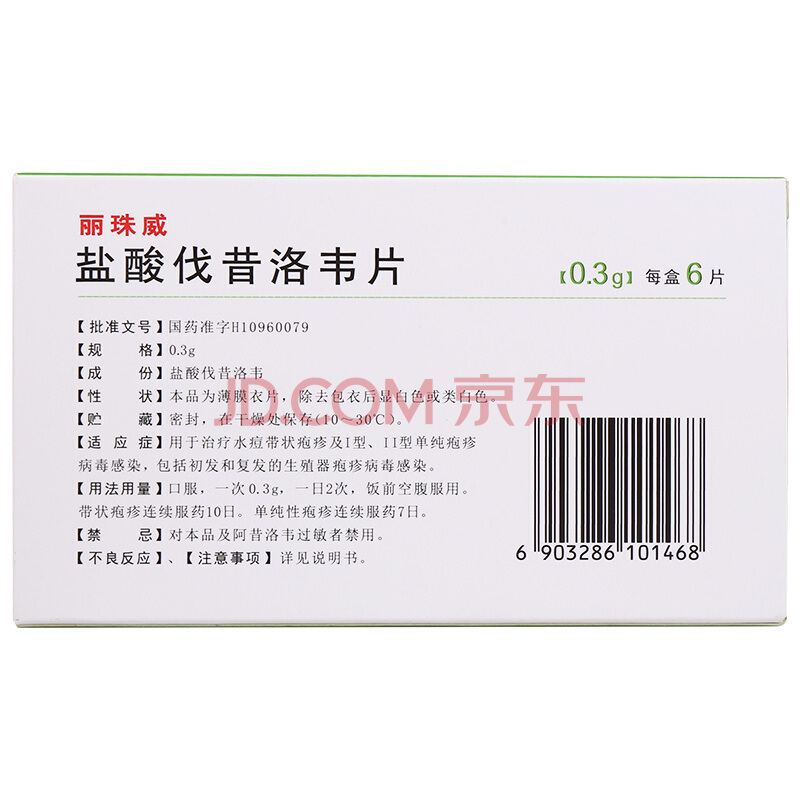 丽珠威
盐酸伐昔洛韦片
【0.3g】每盒6片
【批准文号】国药准字H10960079
【规 格】0.3g
【成 份】盐酸伐昔洛韦
【性 状】本品为薄膜衣片，除去包衣后显白色或类白色。
【贮 藏】密封，在干燥处保存(10～30℃)。
【适 应 症】用于治疗水痘带状疱疹及I型、II型单纯疱疹
病毒感染，包括初发和复发的生殖器疱疹病毒感染。
【用法用量】口服，一次0.3g，一日2次，饭前空腹服用。
带状疱疹连续服药10日。单纯性疱疹连续服药7日。
【禁 忌】对本品及阿昔洛韦过敏者禁用。
【不良反应】、【注意事项】详见说明书。
6 903286 101468
JD.COM 京东